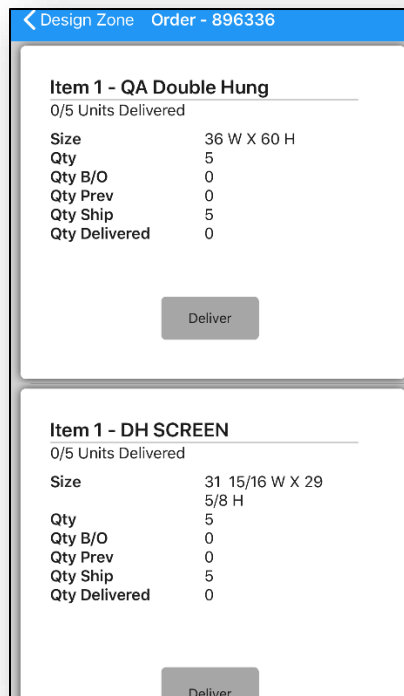 Design Zone Order - 896336
Item 1 - QA Double Hung
0/5 Units Delivered
Size 36 W X 60 H
Qty 5
Qty B/O 0
Qty Prev 0
Qty Ship 5
Qty Delivered 0
Deliver
Item 1 - DH SCREEN
0/5 Units Delivered
Size 31 15/16 W X 29
5/8 H
Qty 5
Qty B/O 0
Qty Prev 0
Qty Ship 5
Qty Delivered 0
Deliver